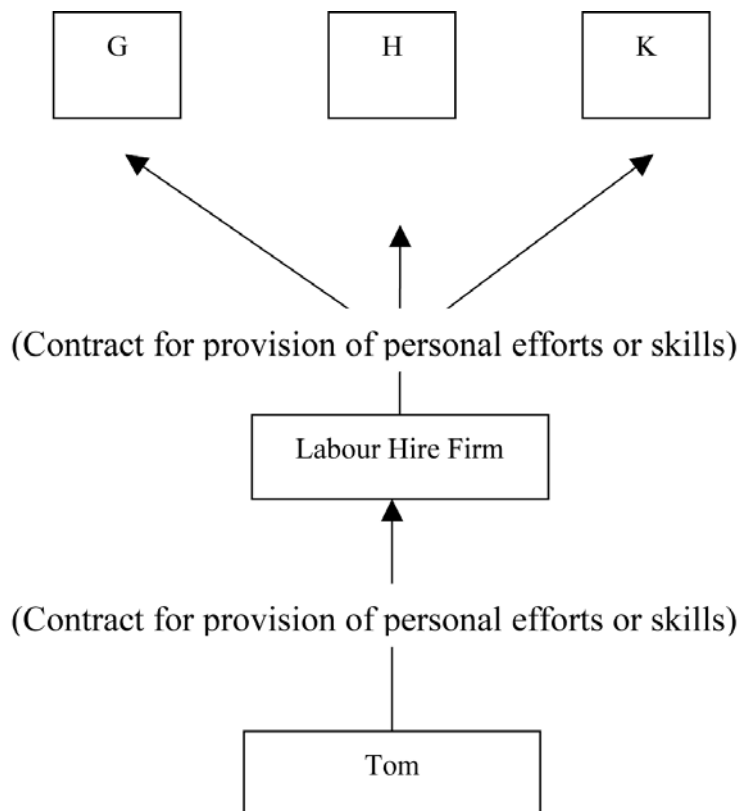 G H K
(Contract for provision of personal efforts or skills)
Labour Hire Firm
(Contract for provision of personal efforts or skills)
Tom